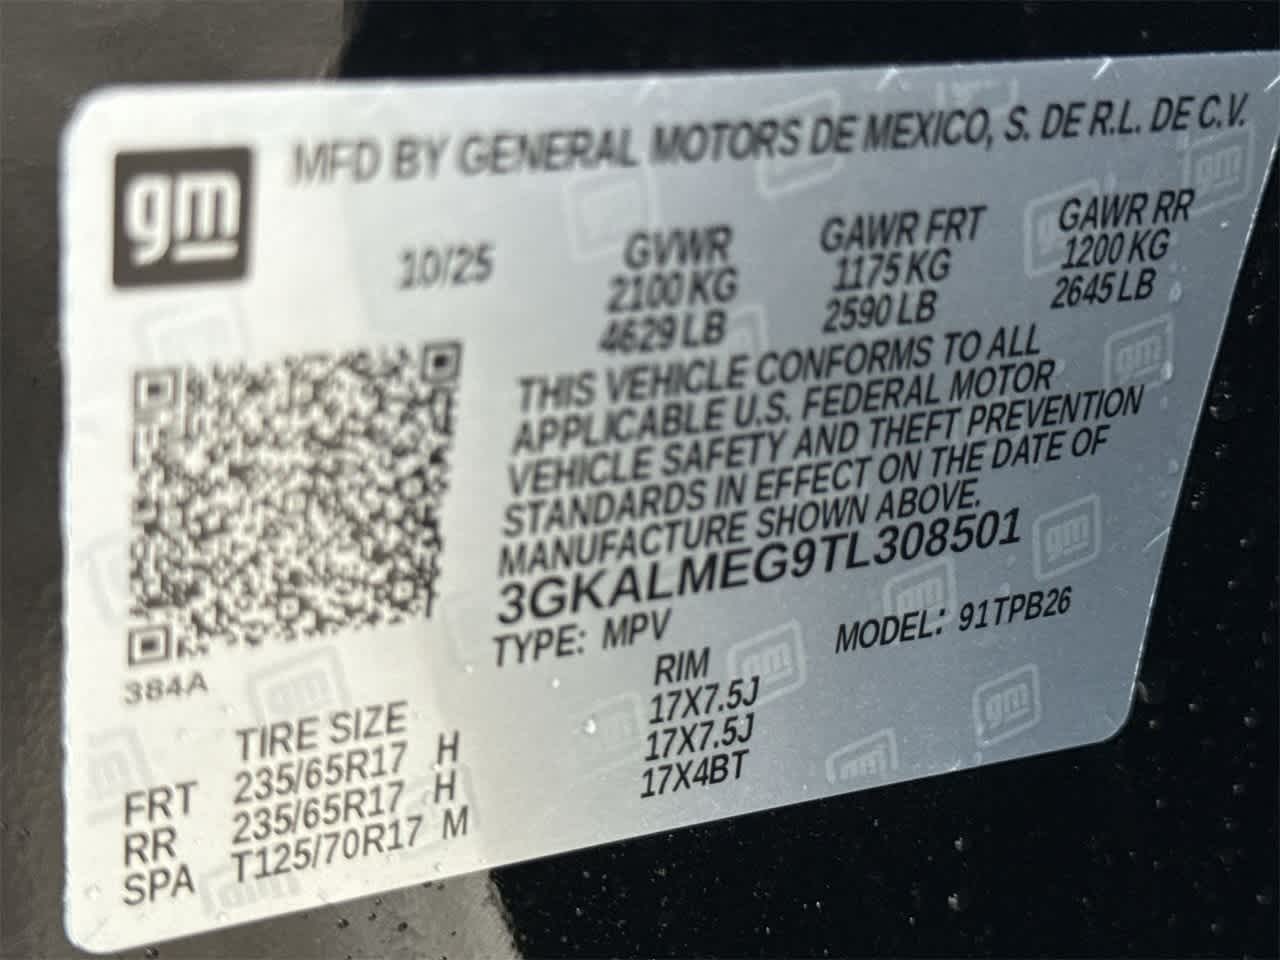 gm
MFD BY GENERAL MOTORS DE MEXICO, S. DE R.L. DE C.V.
10/25
GVWR
2100 KG
4629 LB
GAWR FRT
1175 KG
2590 LB
GAWR RR
1200 KG
2645 LB
THIS VEHICLE CONFORMS TO ALL
APPLICABLE U.S. FEDERAL MOTOR
VEHICLE SAFETY AND THEFT PREVENTION
STANDARDS IN EFFECT ON THE DATE OF
MANUFACTURE SHOWN ABOVE.
3GKALMEG9TL308501
TYPE: MPV
MODEL: 91TPB26
384A
TIRE SIZE
RIM
FRT 235/65R17 H 17X7.5J
RR 235/65R17 H 17X7.5J
SPA T125/70R17 M 17X4BT